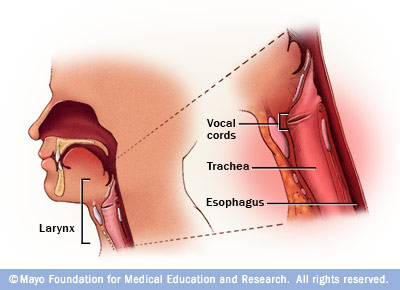 Vocal
cords
Trachea
Esophagus
Larynx
©Mayo Foundation for Medical Education and Research. All rights reserved.